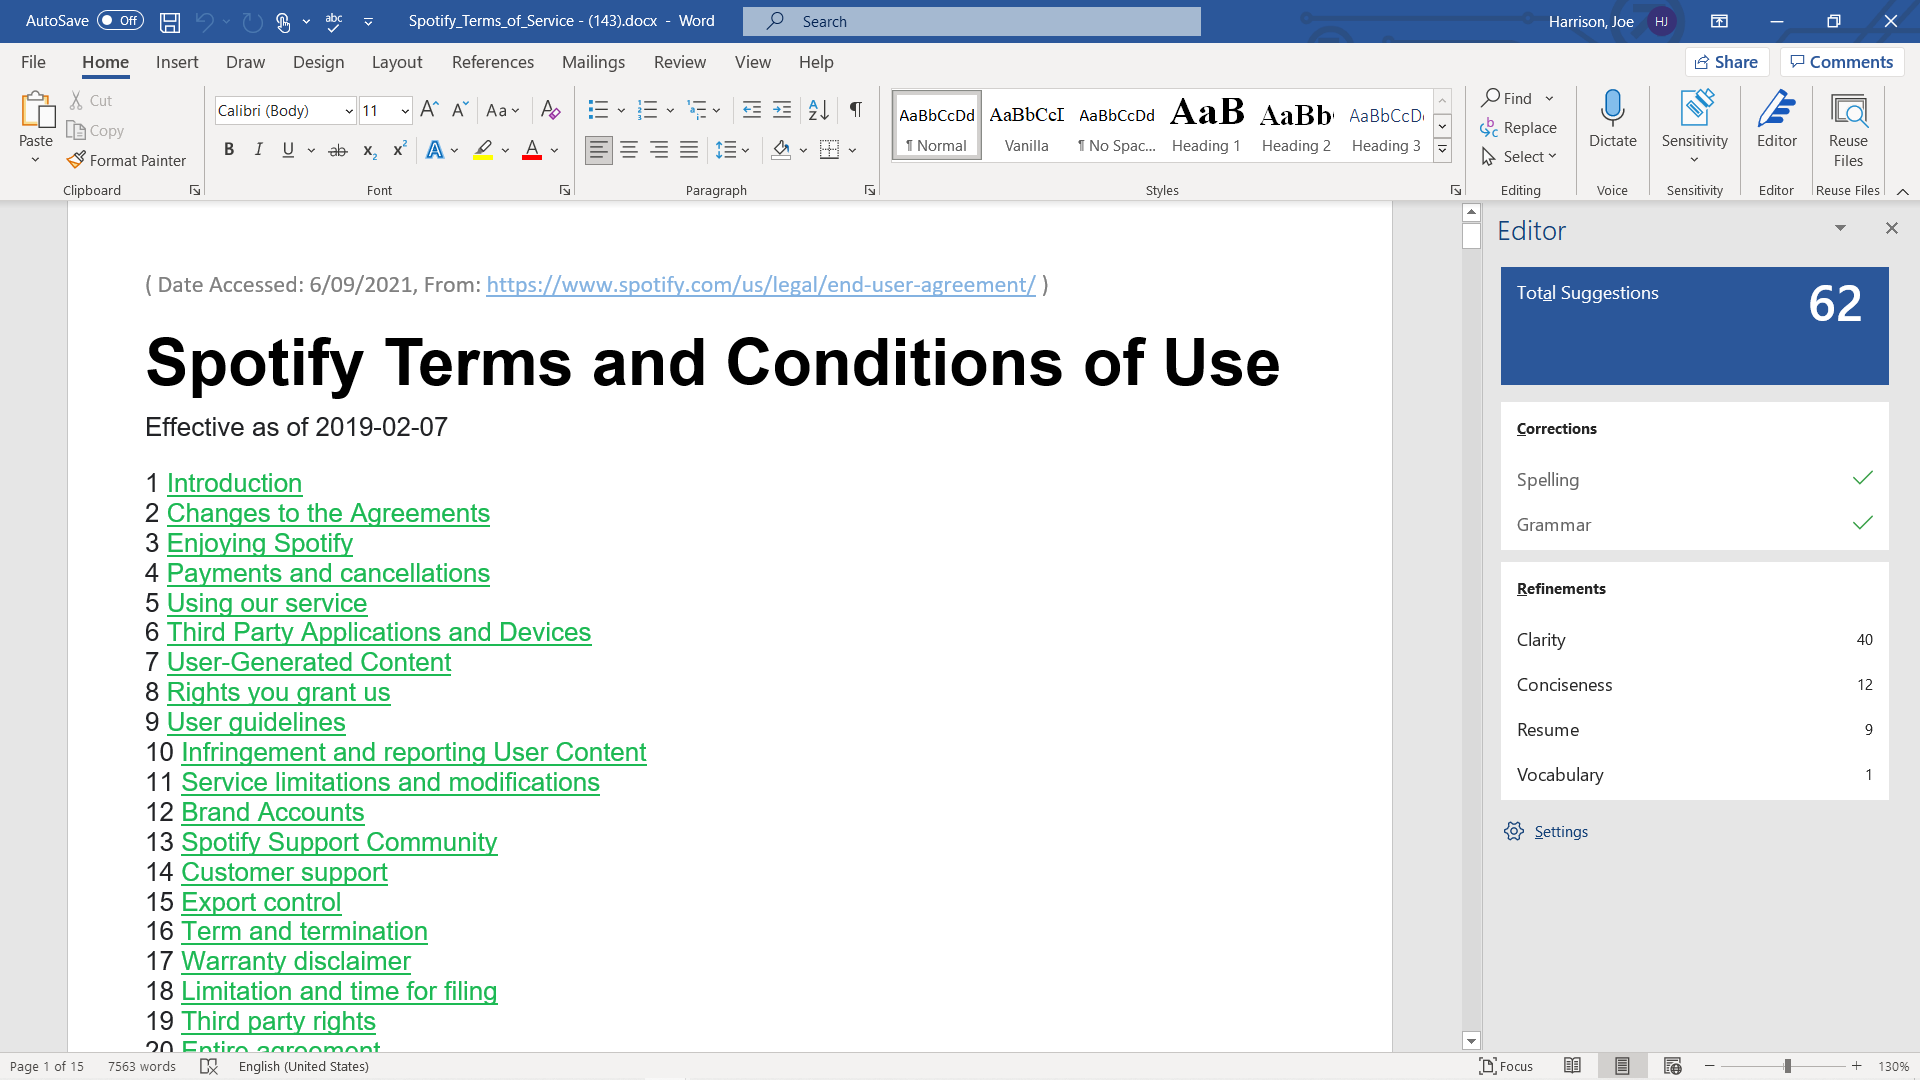 AutoSave Off abc Spotify_Terms_of_Service - (143).docx - Word Search Harrison, Joe HJ
File Home Insert Draw Design Layout References Mailings Review View Help Share Comments
Paste
Cut
Copy
Format Painter
Clipboard
Calibri (Body) 11
Font
Paragraph
AaBbCcDd ¶ Normal
AaBbCcI Vanilla
AaBbCcDd ¶ No Spac...
AaB Heading 1
AaBb Heading 2
AaBbCcD Heading 3
Styles
Find
Replace
Select
Editing
Dictate
Voice
Sensitivity
Sensitivity
Editor
Editor
Reuse
Files
Reuse Files
( Date Accessed: 6/09/2021, From: https://www.spotify.com/us/legal/end-user-agreement/ )
Spotify Terms and Conditions of Use
Effective as of 2019-02-07
1 Introduction
2 Changes to the Agreements
3 Enjoying Spotify
4 Payments and cancellations
5 Using our service
6 Third Party Applications and Devices
7 User-Generated Content
8 Rights you grant us
9 User guidelines
10 Infringement and reporting User Content
11 Service limitations and modifications
12 Brand Accounts
13 Spotify Support Community
14 Customer support
15 Export control
16 Term and termination
17 Warranty disclaimer
18 Limitation and time for filing
19 Third party rights
20 Entire agreement
Editor
Total Suggestions 62
Corrections
Spelling
Grammar
Refinements
Clarity 40
Conciseness 12
Resume 9
Vocabulary 1
Settings
Page 1 of 15 7563 words English (United States) Focus 130%